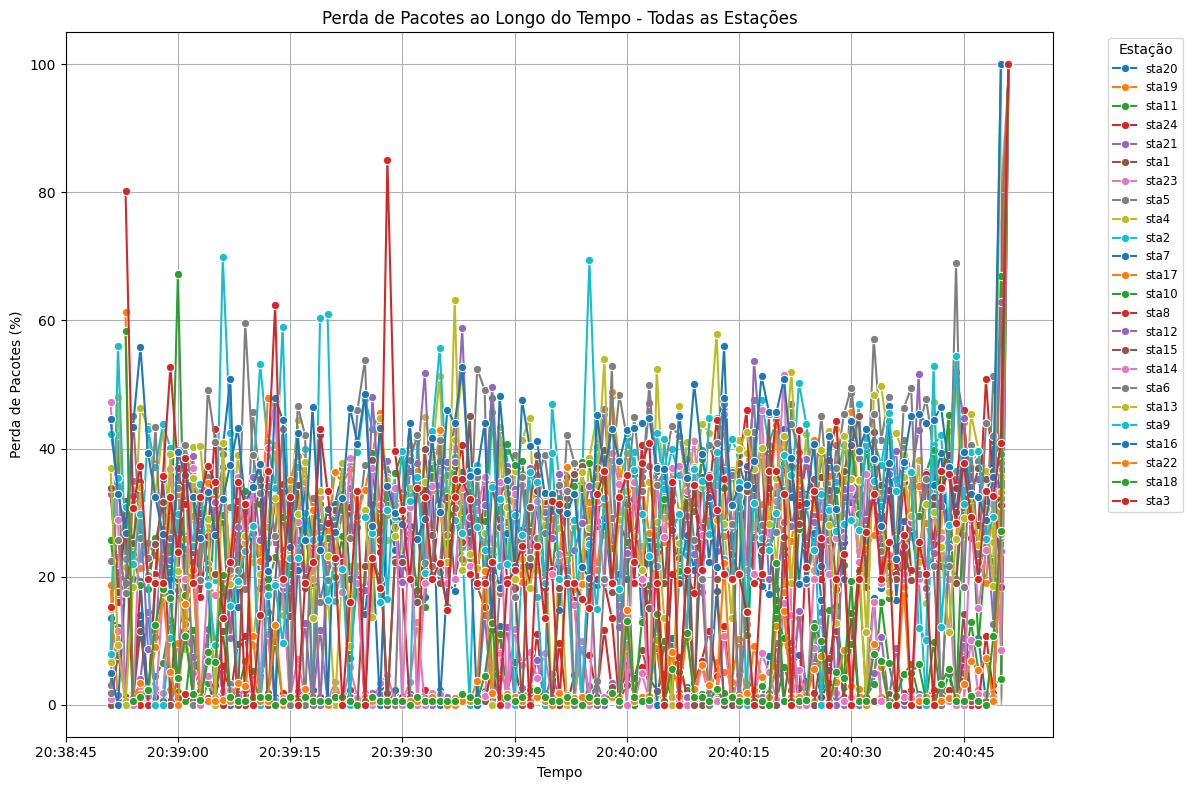 Perda de Pacotes ao Longo do Tempo - Todas as Estações
Perda de Pacotes (%)
100
80
60
40
20
0
20:38:45
20:39:00
20:39:15
20:39:30
20:39:45
20:40:00
20:40:15
20:40:30
20:40:45
Tempo
Estação
sta20
sta19
sta11
sta24
sta21
sta1
sta23
sta5
sta4
sta2
sta7
sta17
sta10
sta8
sta12
sta15
sta14
sta6
sta13
sta9
sta16
sta22
sta18
sta3